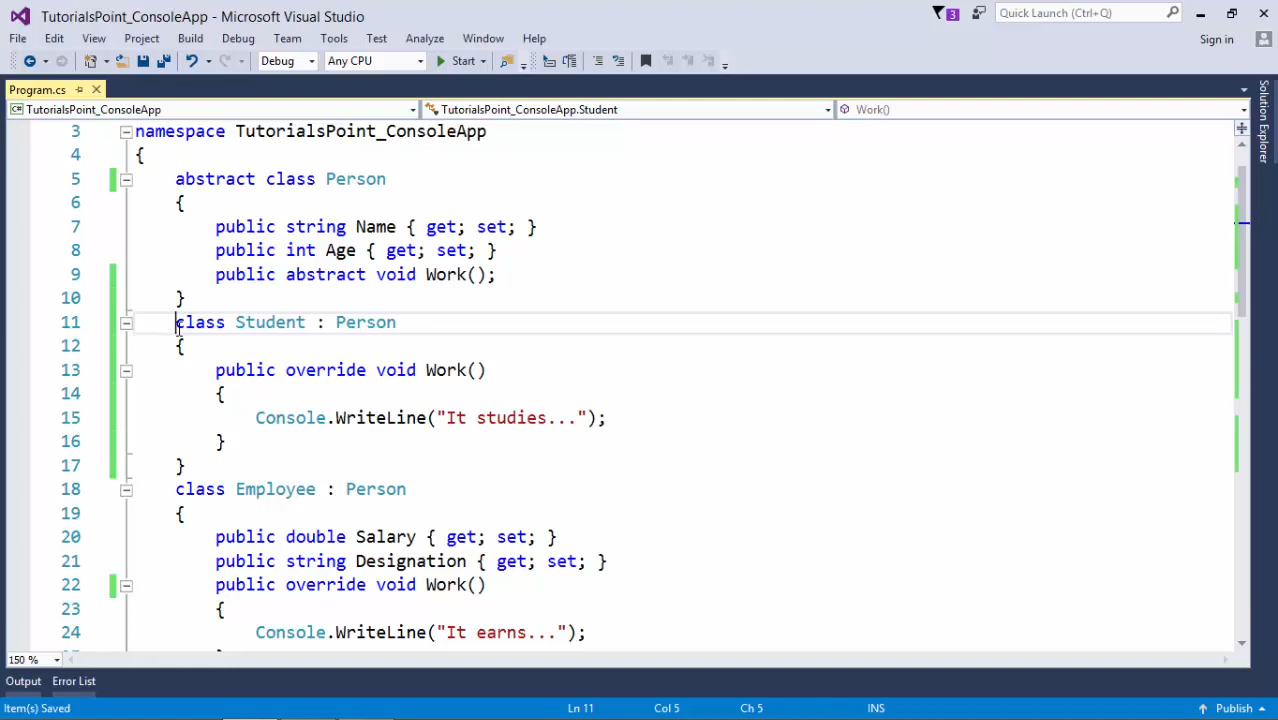 TutorialsPoint_ConsoleApp - Microsoft Visual Studio
3
Quick Launch (Ctrl+Q)
File Edit View Project Build Debug Team Tools Test Analyze Window Help
Sign in
Debug Any CPU Start
Program.cs
TutorialsPoint_ConsoleApp TutorialsPoint_ConsoleApp.Student Work()
Solution Explorer
3 namespace TutorialsPoint_ConsoleApp
4 {
5 abstract class Person
6 {
7 public string Name { get; set; }
8 public int Age { get; set; }
9 public abstract void Work();
10 }
11 class Student : Person
12 {
13 public override void Work()
14 {
15 Console.WriteLine("It studies...");
16 }
17 }
18 class Employee : Person
19 {
20 public double Salary { get; set; }
21 public string Designation { get; set; }
22 public override void Work()
23 {
24 Console.WriteLine("It earns...");
150 %
Output Error List
Item(s) Saved Ln 11 Col 5 Ch 5 INS Publish